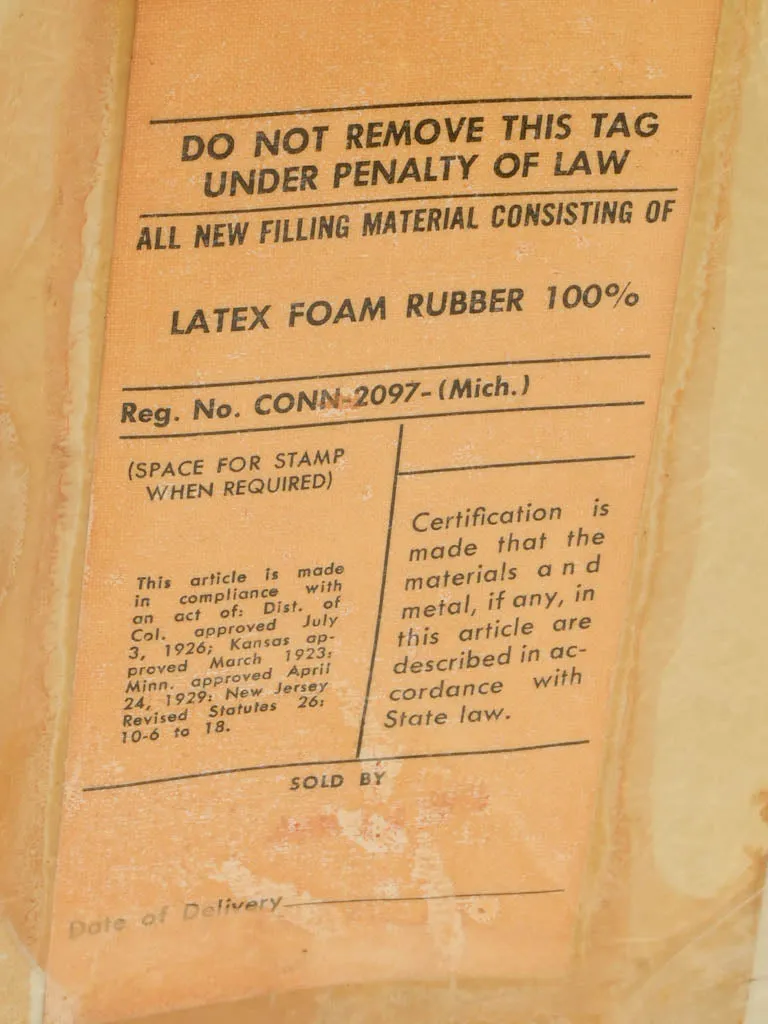 DO NOT REMOVE THIS TAG
UNDER PENALTY OF LAW
ALL NEW FILLING MATERIAL CONSISTING OF
LATEX FOAM RUBBER 100%
Reg. No. CONN-2097-(Mich.)
(SPACE FOR STAMP
WHEN REQUIRED)
This article is made
in compliance with
an act of: Dist. of
Col. approved July
3, 1926; Kansas ap-
proved March 1923;
Minn. approved April
24, 1929; New Jersey
Revised Statutes 26:
10-6 to 18.
Certification is
made that the
materials and
metal, if any, in
this article are
described in ac-
cordance with
State law.
SOLD BY
Date of Delivery